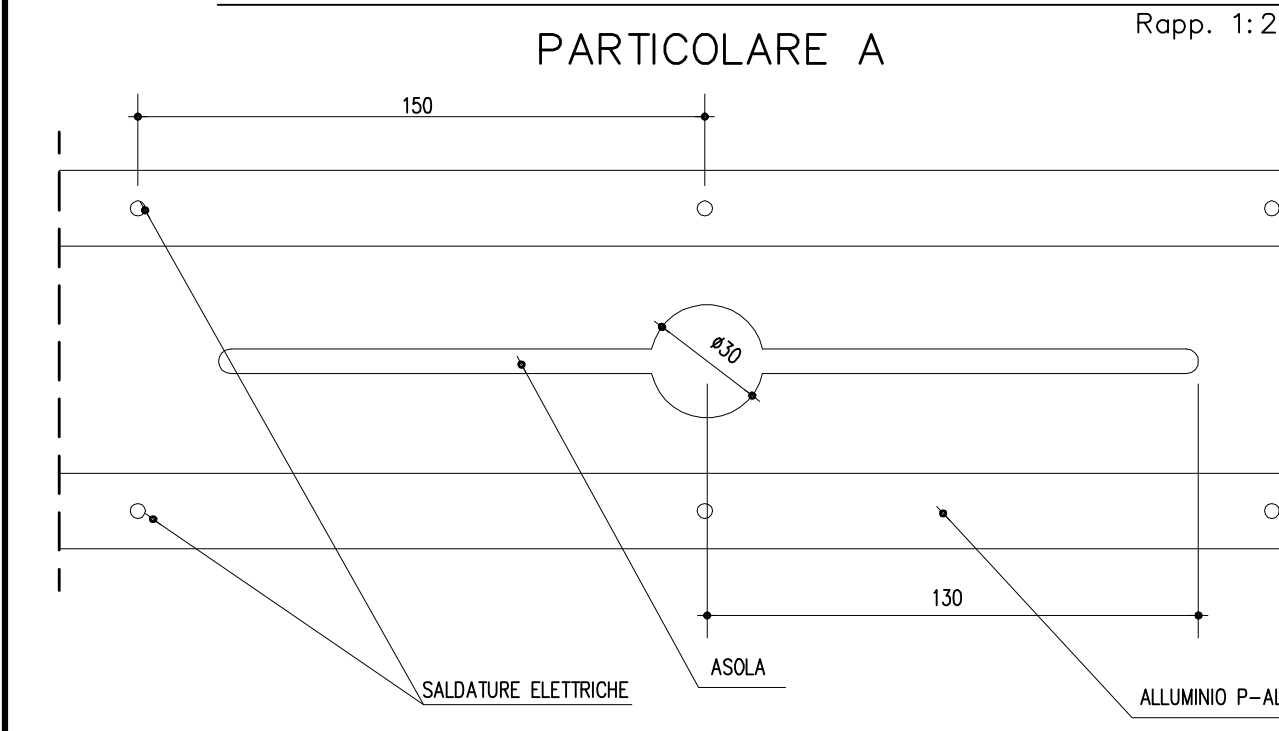 Rapp. 1:2
PARTICOLARE A
150
ø30
130
ASOLA
SALDATURE ELETTRICHE
ALLUMINIO P-AL